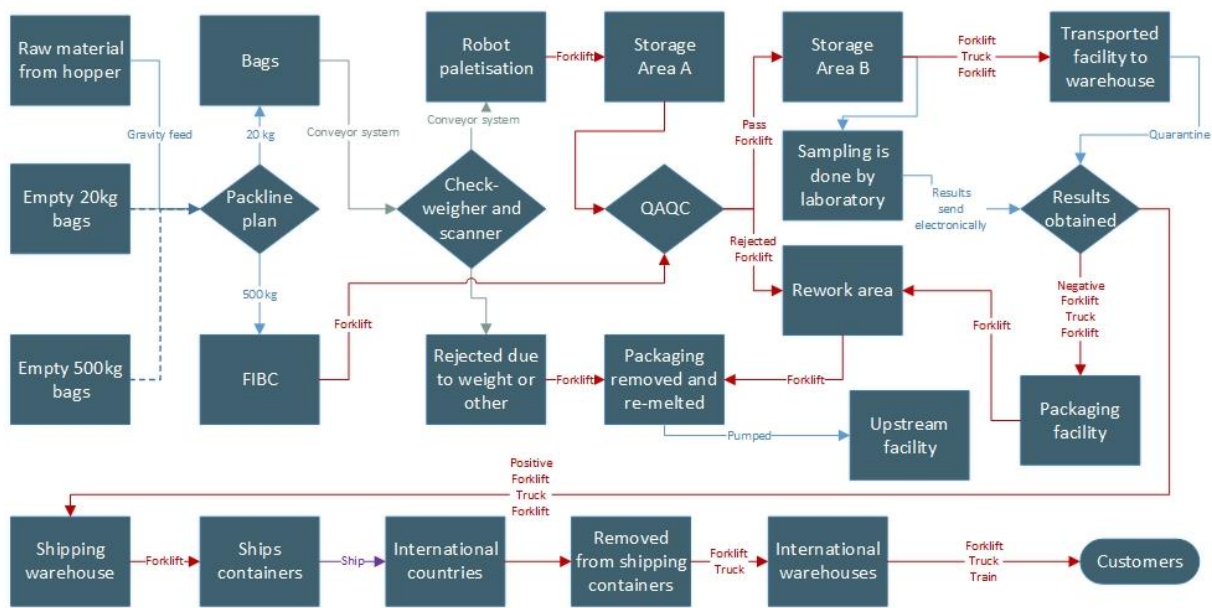 Raw material
from hopper
Bags
Robot
paletisation
Forklift
Storage
Area A
Storage
Area B
Forklift
Truck
Forklift
Transported
facility to
warehouse
Gravity feed
20 kg
Conveyor system
Conveyor system
Pass
Forklift
Quarantine
Empty 20kg
bags
Packline
plan
Check-
weigher and
scanner
QAQC
Sampling is
done by
laboratory
Results
send
electronically
Results
obtained
Rejected
Forklift
500kg
Forklift
Rework area
Negative
Forklift
Truck
Forklift
Empty 500kg
bags
FIBC
Rejected due
to weight or
other
Forklift
Packaging
removed and
re-melted
Forklift
Forklift
Packaging
facility
Pumped
Upstream
facility
Positive
Forklift
Truck
Forklift
Shipping
warehouse
Forklift
Ships
containers
Ship
International
countries
Removed
from shipping
containers
Forklift
Truck
International
warehouses
Forklift
Truck
Train
Customers